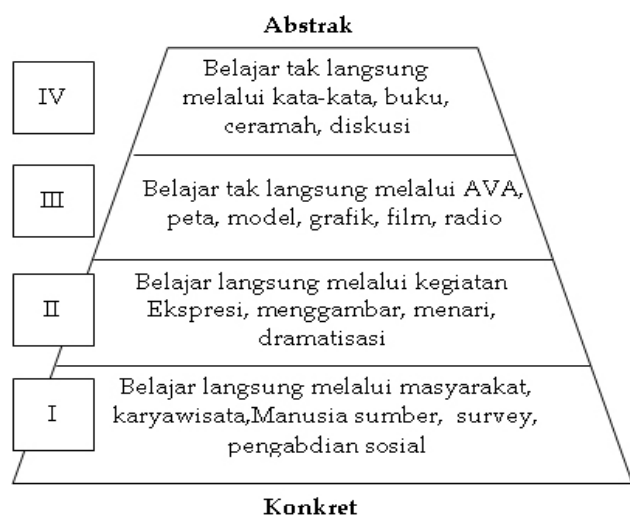 Abstrak
IV
Belajar tak langsung
melalui kata-kata, buku,
ceramah, diskusi
III
Belajar tak langsung melalui AVA,
peta, model, grafik, film, radio
II
Belajar langsung melalui kegiatan
Ekspresi, menggambar, menari,
dramatisasi
I
Belajar langsung melalui masyarakat,
karyawisata,Manusia sumber, survey,
pengabdian sosial
Konkret